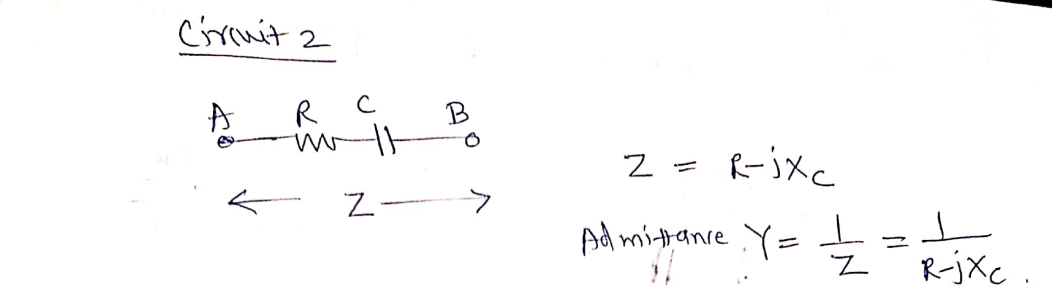 Circuit 2
A R C B
Z
Z = R-jXc
Admittance Y = 1/Z = 1/R-jXc.